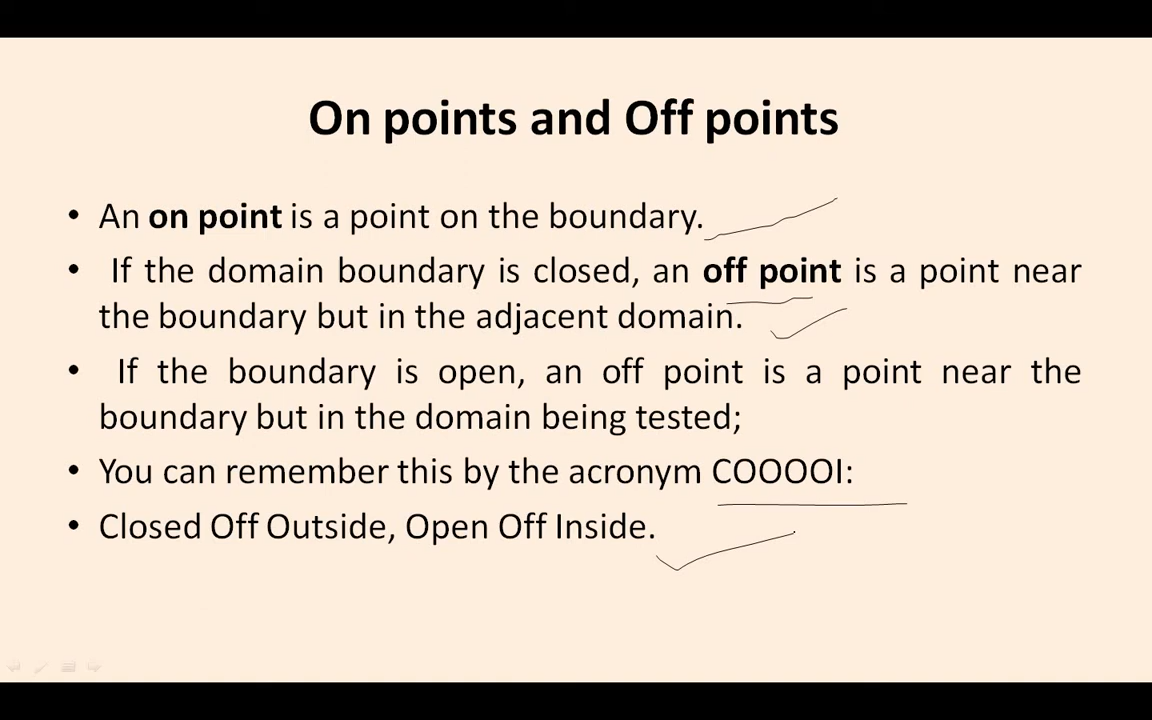 On points and Off points
• An on point is a point on the boundary.
• If the domain boundary is closed, an off point is a point near
the boundary but in the adjacent domain.
• If the boundary is open, an off point is a point near the
boundary but in the domain being tested;
• You can remember this by the acronym COOOOI:
• Closed Off Outside, Open Off Inside.